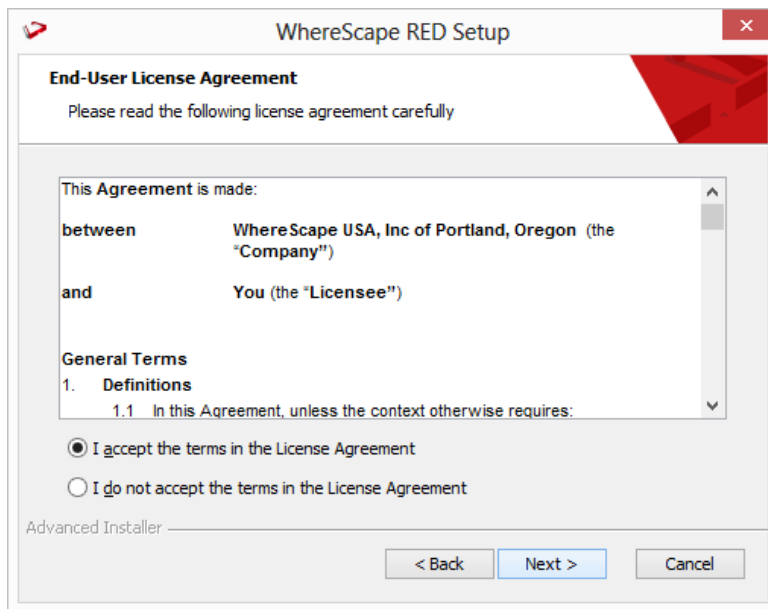 WhereScape RED Setup
End-User License Agreement
Please read the following license agreement carefully
This Agreement is made:
between WhereScape USA, Inc of Portland, Oregon (the
“Company”)
and You (the “Licensee”)
General Terms
1. Definitions
1.1 In this Agreement, unless the context otherwise requires:
I accept the terms in the License Agreement
I do not accept the terms in the License Agreement
Advanced Installer
< Back Next > Cancel